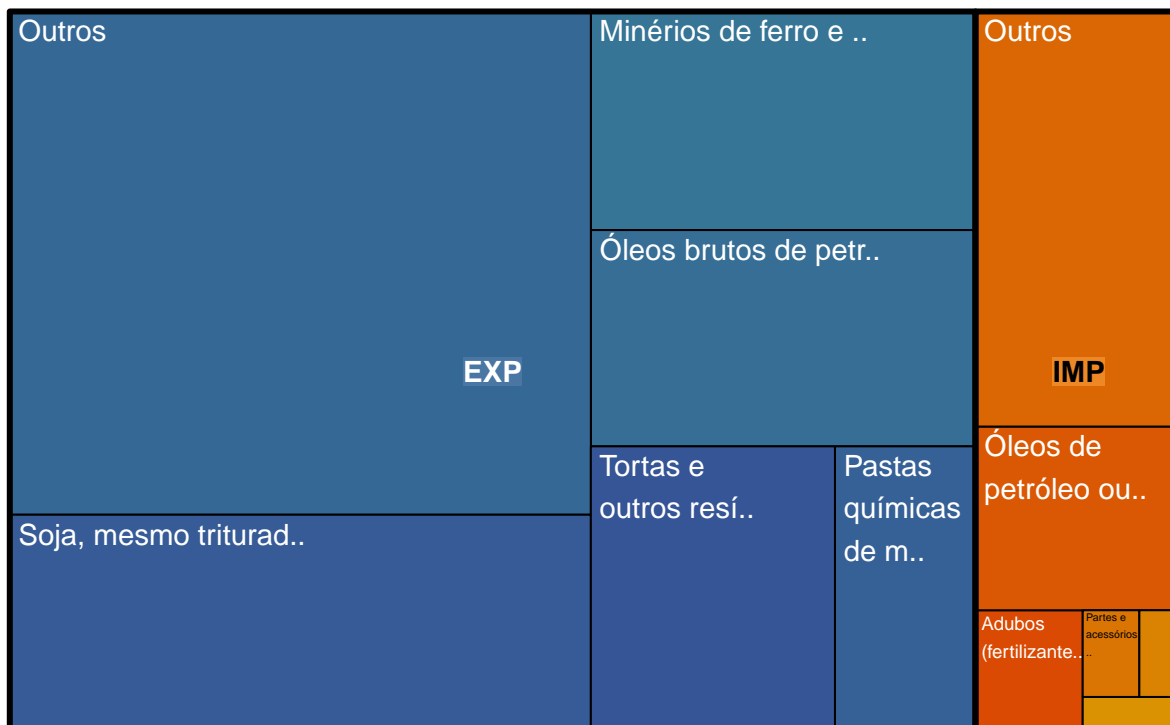 Outros
Minérios de ferro e ..
Outros
Óleos brutos de petr..
EXP
IMP
Óleos de
petróleo ou..
Tortas e
outros resí..
Pastas
químicas
de m..
Soja, mesmo triturad..
Adubos
(fertilizante..
Partes e
acessórios
..